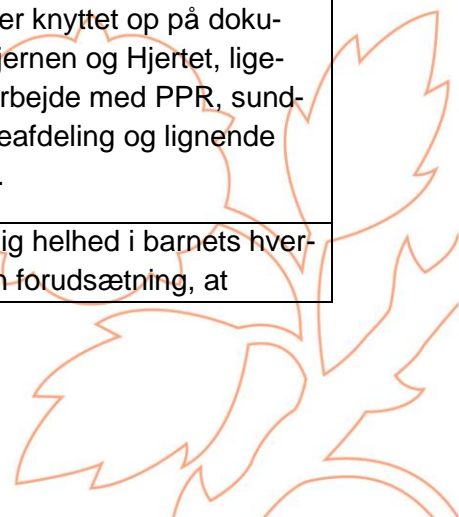 er knyttet op på doku-
jernen og Hjertet, lige-
rbejde med PPR, sund-
eafdeling og lignende
.
ig helhed i barnets hver-
n forudsætning, at